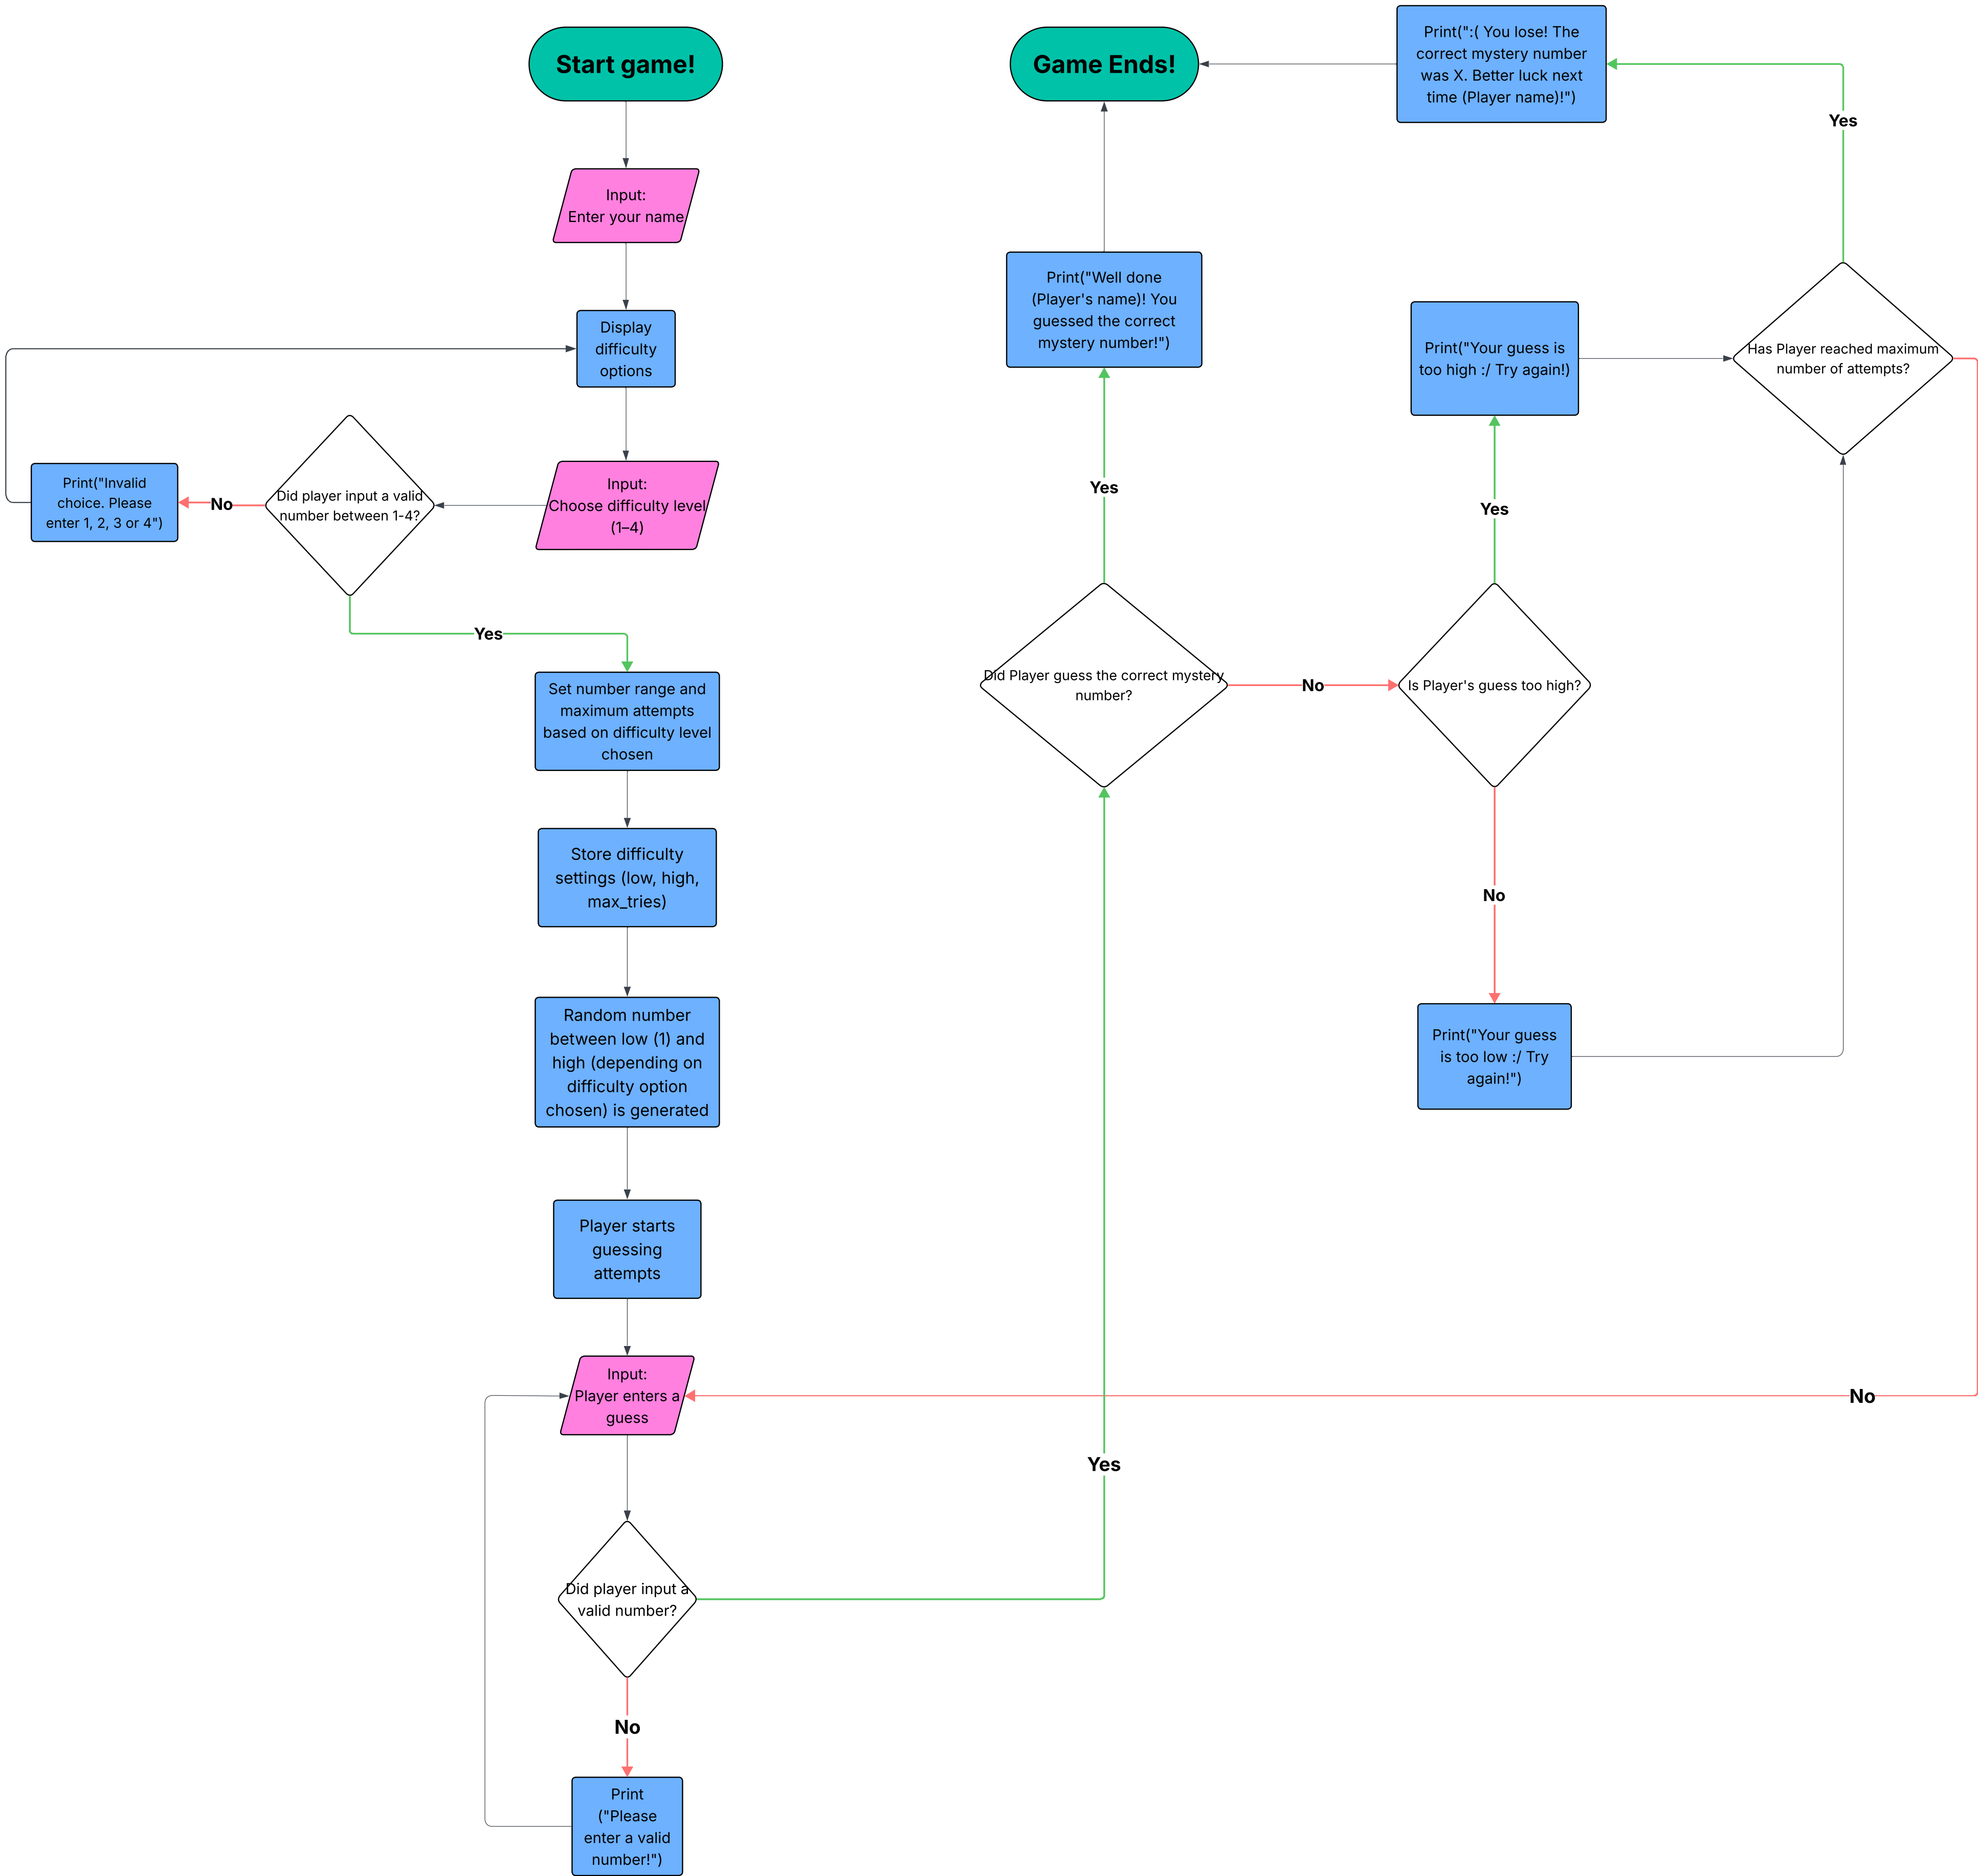 Start game!
Input:
Enter your name
Display
difficulty
options
Input:
Choose difficulty level
(1–4)
Did player input a valid
number between 1-4?
No
Print("Invalid
choice. Please
enter 1, 2, 3 or 4")
Yes
Set number range and
maximum attempts
based on difficulty level
chosen
Store difficulty
settings (low, high,
max_tries)
Random number
between low (1) and
high (depending on
difficulty option
chosen) is generated
Player starts
guessing
attempts
Input:
Player enters a
guess
Did player input a
valid number?
No
Print
("Please
enter a valid
number!")
Yes
Did Player guess the correct mystery
number?
Yes
Print("Well done
(Player's name)! You
guessed the correct
mystery number!")
Game Ends!
No
Is Player's guess too high?
Yes
Print("Your guess is
too high :/ Try again!)
No
Print("Your guess
is too low :/ Try
again!")
Has Player reached maximum
number of attempts?
Yes
Print(":( You lose! The
correct mystery number
was X. Better luck next
time (Player name)!")
No